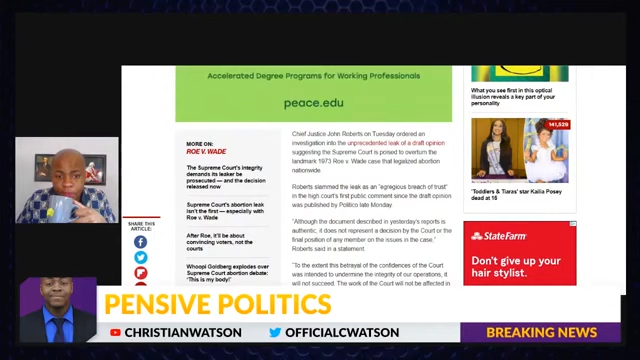 Accelerated Degree Programs for Working Professionals
peace.edu
MORE ON:
ROE V. WADE
The Supreme Court's integrity
demands its leaker be
prosecuted — and the decision
released now
Supreme Court's abortion leak
isn't the first — especially with
Roe v. Wade
After Roe, it'll be about
convincing voters, not
the courts
Whoopi Goldberg explodes over
Supreme Court abortion debate:
'This is my body!'
Chief Justice John Roberts on Tuesday ordered an
investigation into the unprecedented leak of a draft opinion
suggesting the Supreme Court is poised to overturn the
landmark 1973 Roe v. Wade case that legalized abortion
nationwide.
Roberts slammed the leak as an "egregious breach of trust"
in the high court's first public comment since the draft opinion
was published by Politico late Monday.
"Although the document described in yesterday's reports is
authentic, it does not represent a decision by the Court or the
final position of any member on the issues in the case,"
Roberts said in a statement.
"To the extent this betrayal of the confidences of the Court
was intended to undermine the integrity of our operations, it
will not succeed. The work of the Court will not be affected in
What you see first in this optical
illusion reveals a key part of your
personality
141,529
'Toddlers & Tiaras' star Kailia Posey
dead at 16
StateFarm
Don't give up your
hair stylist.
SHARE THIS
ARTICLE:
PENSIVE POLITICS
CHRISTIANWATSON
OFFICIALCWATSON
BREAKING NEWS